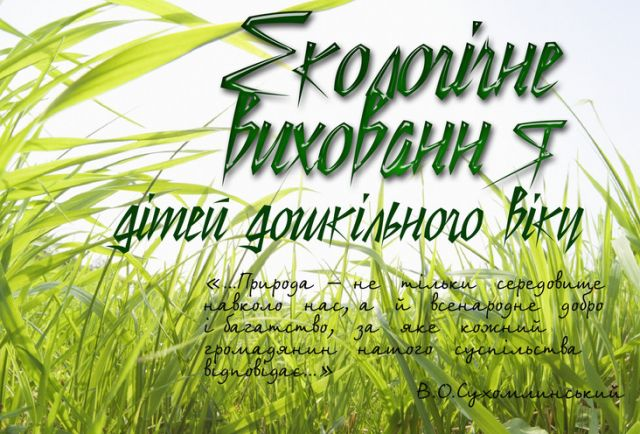 Екологічне
виховання
дітей дошкільного віку
«...Природа – не тільки середовище
навколо нас, а й всенародне добро
і багатство, за яке кожний
громадянин нашого суспільства
відповідає...»
В.О.Сухомлинський